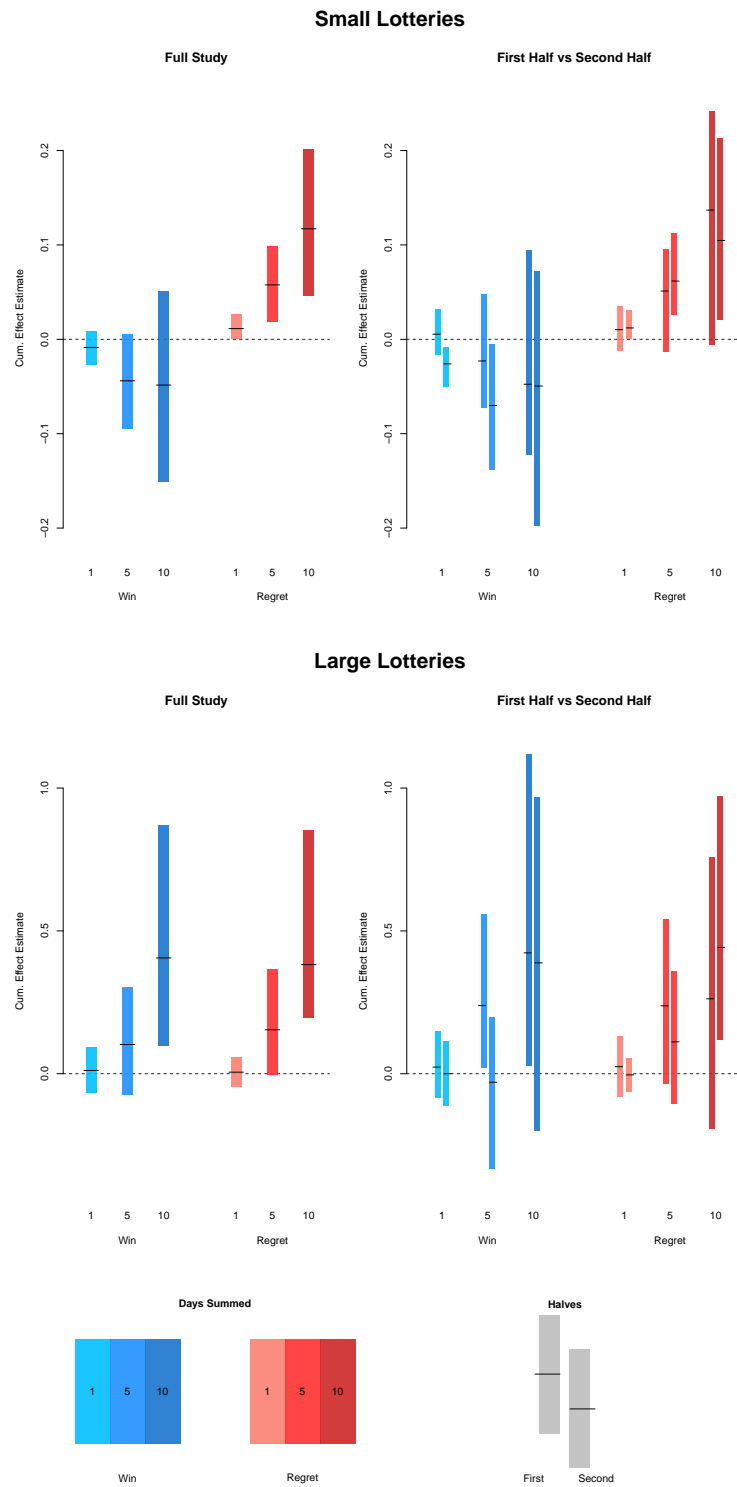 Small Lotteries
Full Study
First Half vs Second Half
Cum. Effect Estimate
0.2
0.1
0.0
−0.1
−0.2
1 5 10 1 5 10
Win Regret
Cum. Effect Estimate
0.2
0.1
0.0
−0.1
−0.2
1 5 10 1 5 10
Win Regret
Large Lotteries
Full Study
First Half vs Second Half
Cum. Effect Estimate
1.0
0.5
0.0
1 5 10 1 5 10
Win Regret
Cum. Effect Estimate
1.0
0.5
0.0
1 5 10 1 5 10
Win Regret
Days Summed
1 5 10 1 5 10
Win Regret
Halves
First Second